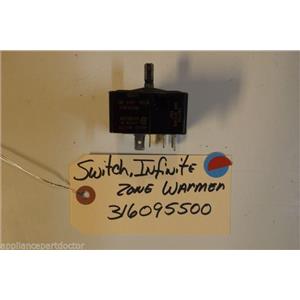 Switch, Infinite
Zone Warmer
316095500
appliancepartdoctor